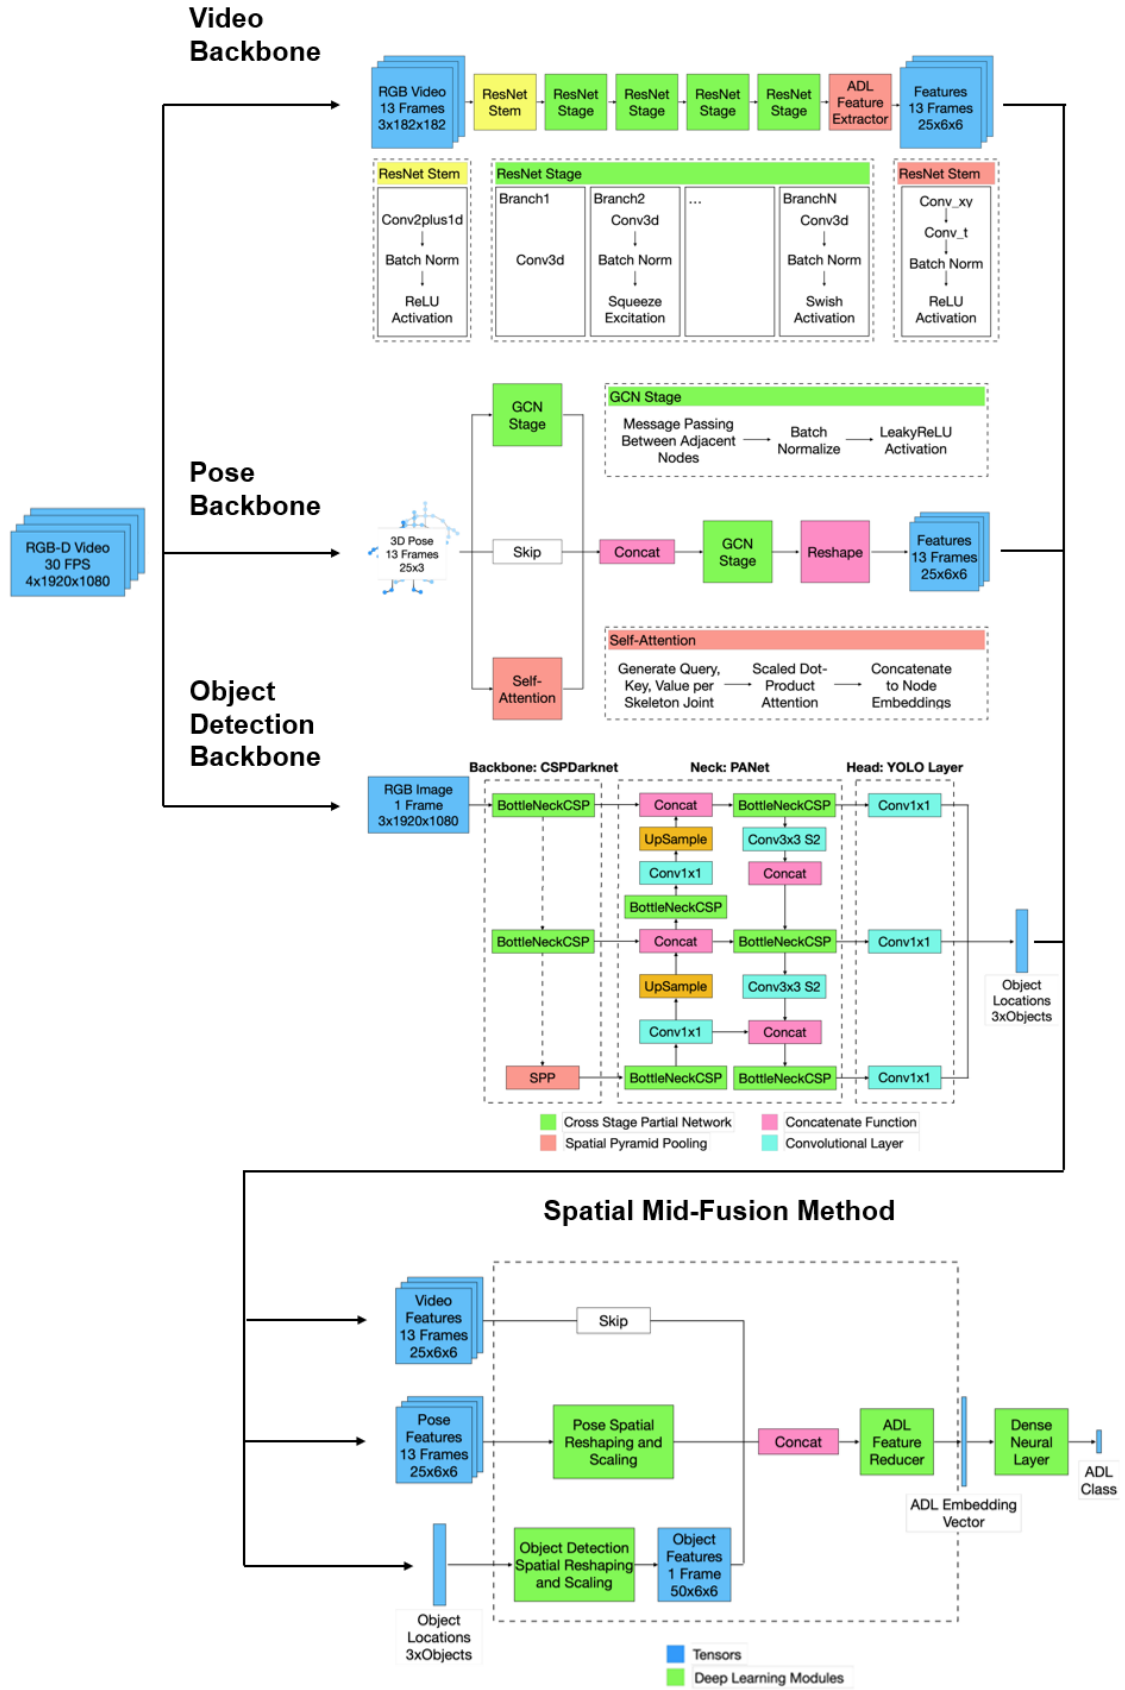 Video
Backbone
RGB Video
13 Frames
3x182x182
ResNet
Stem
ResNet
Stage
ResNet
Stage
ResNet
Stage
ResNet
Stage
ADL
Feature
Extractor
Features
13 Frames
25x6x6
ResNet Stem
Conv2plus1d
Batch Norm
ReLU
Activation
ResNet Stage
Branch1
Conv3d
Branch2
Conv3d
Batch Norm
Squeeze
Excitation
...
BranchN
Conv3d
Batch Norm
Swish
Activation
ResNet Stem
Conv_xy
Conv_t
Batch Norm
ReLU
Activation
Pose
Backbone
RGB-D Video
30 FPS
4x1920x1080
3D Pose
13 Frames
25x3
GCN
Stage
Skip
Self-
Attention
Concat
GCN
Stage
Reshape
Features
13 Frames
25x6x6
GCN Stage
Message Passing
Between Adjacent
Nodes
Batch
Normalize
LeakyReLU
Activation
Self-Attention
Generate Query,
Key, Value per
Skeleton Joint
Scaled Dot-
Product
Attention
Concatenate
to Node
Embeddings
Object
Detection
Backbone
RGB Image
1 Frame
3x1920x1080
Backbone: CSPDarknet
BottleNeckCSP
BottleNeckCSP
SPP
Neck: PANet
Concat
UpSample
Conv1x1
BottleNeckCSP
Concat
UpSample
Conv1x1
BottleNeckCSP
BottleNeckCSP
Conv3x3 S2
Concat
BottleNeckCSP
Conv3x3 S2
Concat
BottleNeckCSP
Head: YOLO Layer
Conv1x1
Conv1x1
Conv1x1
Object
Locations
3xObjects
Cross Stage Partial Network
Concatenate Function
Spatial Pyramid Pooling
Convolutional Layer
Spatial Mid-Fusion Method
Video
Features
13 Frames
25x6x6
Skip
Pose
Features
13 Frames
25x6x6
Pose Spatial
Reshaping and
Scaling
Object
Locations
3xObjects
Object Detection
Spatial Reshaping
and Scaling
Object
Features
1 Frame
50x6x6
Concat
ADL
Feature
Reducer
ADL Embedding
Vector
Dense
Neural
Layer
ADL
Class
Tensors
Deep Learning Modules